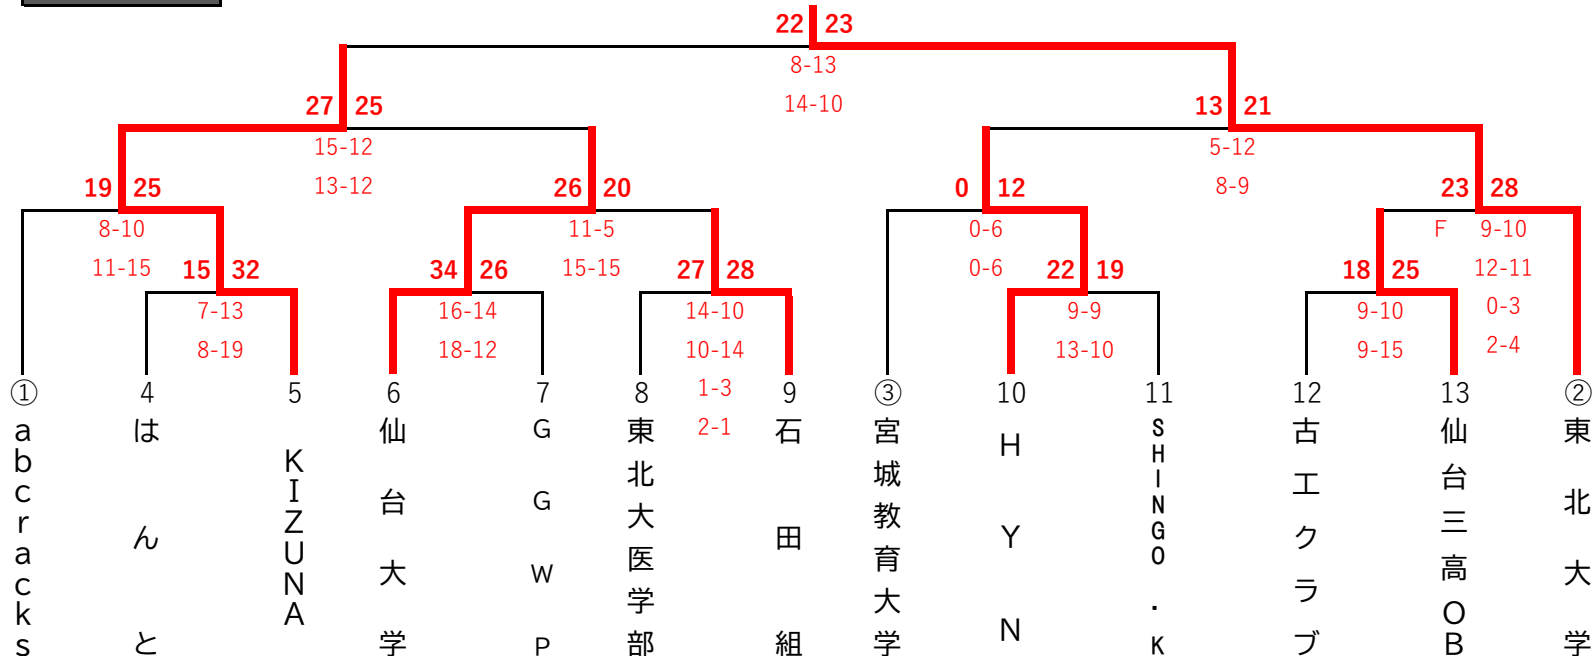 22 23
8-13
14-10
27 25
15-12
13-12
13 21
5-12
8-9
19 25
8-10
11-15
26 20
11-5
15-15
0 12
0-6
0-6
23 28
F 9-10
12-11
0-3
2-4
15 32
7-13
8-19
34 26
16-14
18-12
27 28
14-10
10-14
1-3
2-1
22 19
9-9
13-10
18 25
9-10
9-15
① 4 5 6 7 8 9 ③ 10 11 12 13 ②
abcracks
はんと
KIZUNA
仙台大学
GGWP
東北大医学部
石田組
宮城教育大学
HYN
SHINGO.K
古工クラブ
仙台三高OB
東北大学